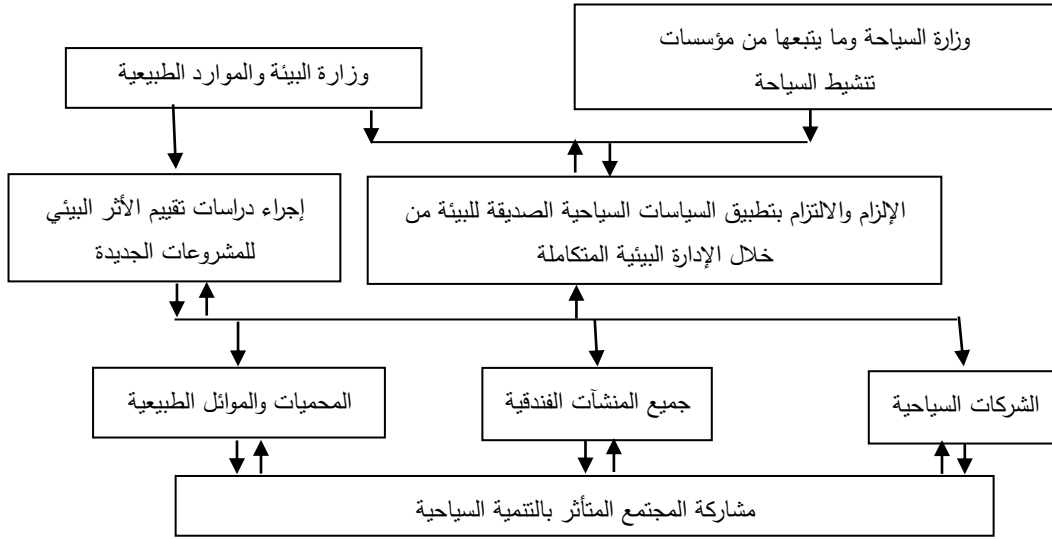 وزارة السياحة وما يتبعها من مؤسسات
تنشيط السياحة
وزارة البيئة والموارد الطبيعية
الإلزام والالتزام بتطبيق السياسات السياحية الصديقة للبيئة من
خلال الإدارة البيئية المتكاملة
إجراء دراسات تقييم الأثر البيئي
للمشروعات الجديدة
الشركات السياحية
جميع المنشآت الفندقية
المحميات والموائل الطبيعية
مشاركة المجتمع المتأثر بالتنمية السياحية